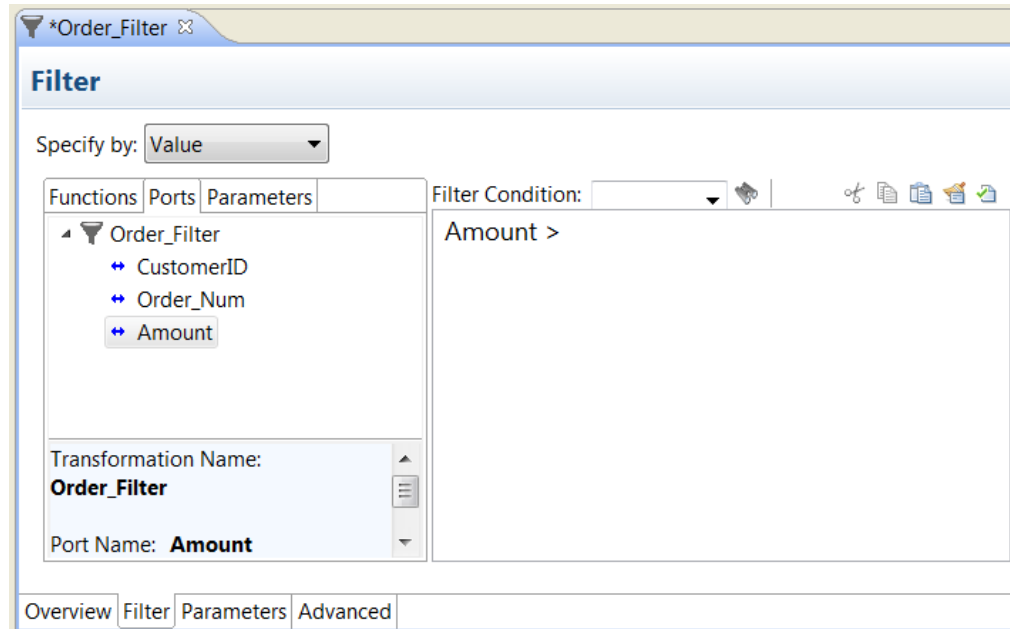 *Order_Filter
Filter
Specify by: Value
Functions Ports Parameters
Filter Condition:
Order_Filter
CustomerID
Order_Num
Amount
Amount >
Transformation Name:
Order_Filter
Port Name: Amount
Overview Filter Parameters Advanced